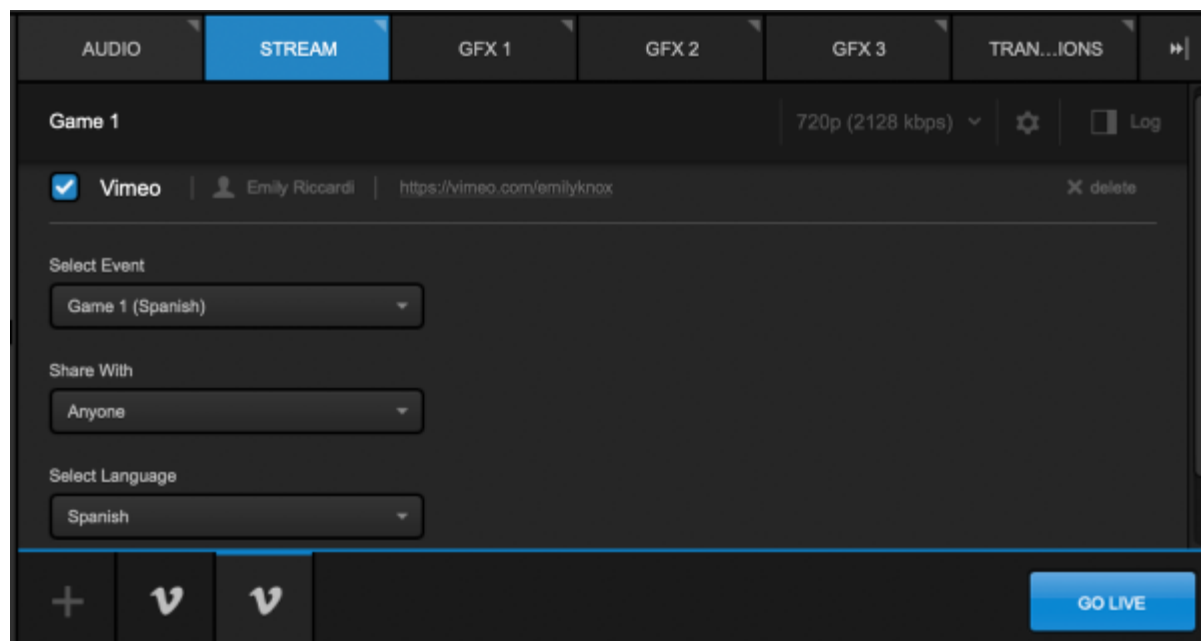 AUDIO STREAM GFX 1 GFX 2 GFX 3 TRAN...IONS
Game 1 720p (2128 kbps) Log
Vimeo Emily Riccardi https://vimeo.com/emilyknox delete
Select Event
Game 1 (Spanish)
Share With
Anyone
Select Language
Spanish
GO LIVE